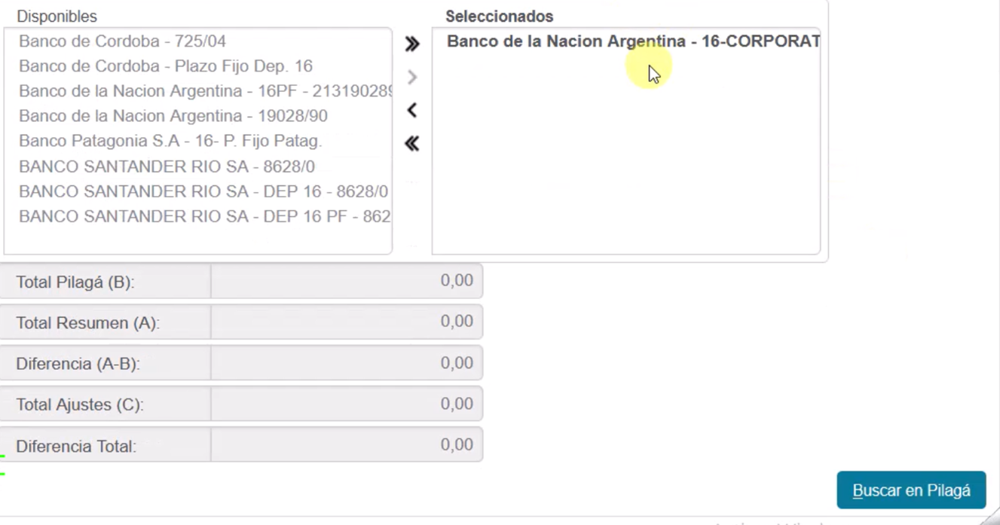 Disponibles
Banco de Cordoba - 725/04
Banco de Cordoba - Plazo Fijo Dep. 16
Banco de la Nacion Argentina - 16PF - 213190289
Banco de la Nacion Argentina - 19028/90
Banco Patagonia S.A - 16- P. Fijo Patag.
BANCO SANTANDER RIO SA - 8628/0
BANCO SANTANDER RIO SA - DEP 16 - 8628/0
BANCO SANTANDER RIO SA - DEP 16 PF - 862
Seleccionados
Banco de la Nacion Argentina - 16-CORPORAT
Total Pilagá (B): 0,00
Total Resumen (A): 0,00
Diferencia (A-B): 0,00
Total Ajustes (C): 0,00
Diferencia Total: 0,00
Buscar en Pilagá